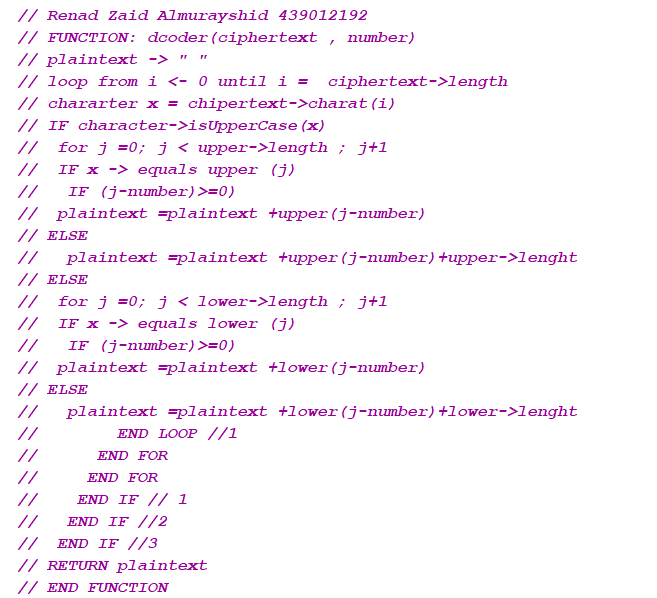 // Renad Zaid Almurayshid 439012192
// FUNCTION: dcoder(ciphertext , number)
// plaintext -> " "
// loop from i <- 0 until i =  ciphertext->length
// chararter x = chipertext->charat(i)
// IF character->isUpperCase(x)
//  for j =0; j < upper->length ; j+1
//  IF x -> equals upper (j)
//   IF (j-number)>=0)
//  plaintext =plaintext +upper(j-number)
// ELSE
//   plaintext =plaintext +upper(j-number)+upper->lenght
// ELSE
//  for j =0; j < lower->length ; j+1
//  IF x -> equals lower (j)
//   IF (j-number)>=0)
//  plaintext =plaintext +lower(j-number)
// ELSE
//   plaintext =plaintext +lower(j-number)+lower->lenght
//        END LOOP //1
//      END FOR
//     END FOR
//    END IF // 1
//   END IF //2
//  END IF //3
// RETURN plaintext
// END FUNCTION